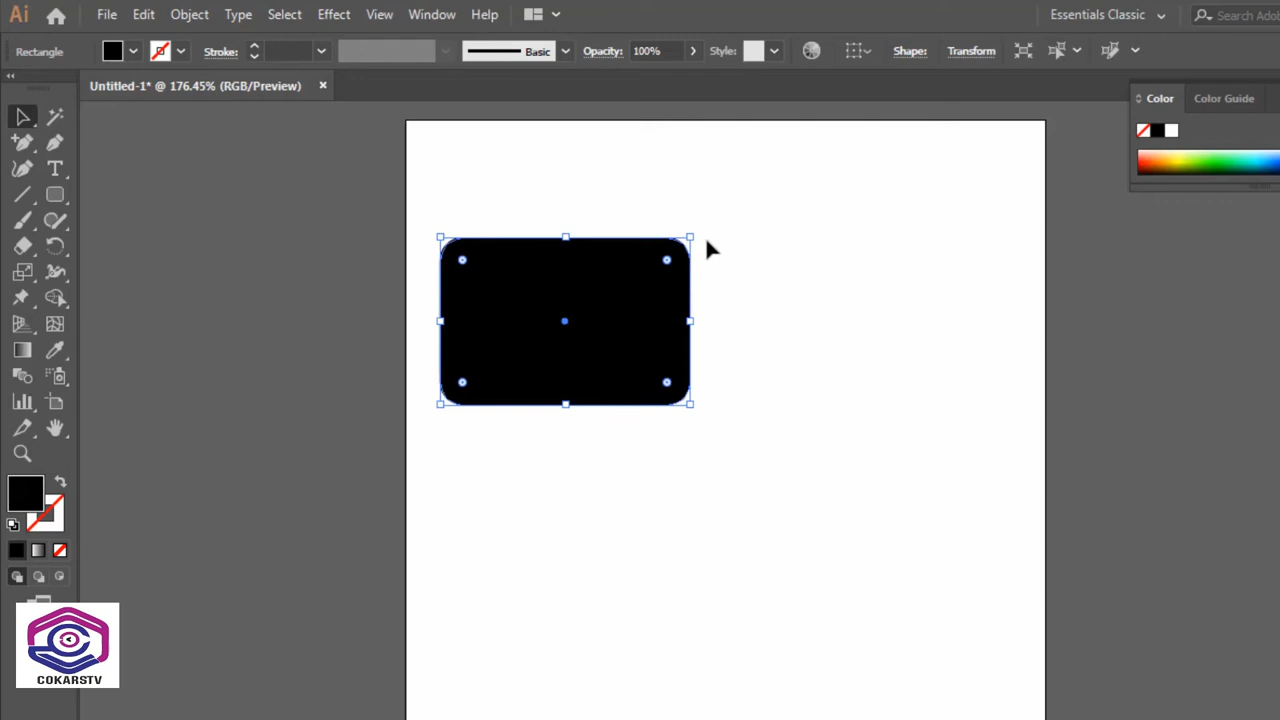 Ai File Edit Object Type Select Effect View Window Help Essentials Classic Search Adob
Rectangle Stroke: Basic Opacity: 100% Style: Shape: Transform
Untitled-1* @ 176.45% (RGB/Preview) ×
Color Color Guide
COKARSTV